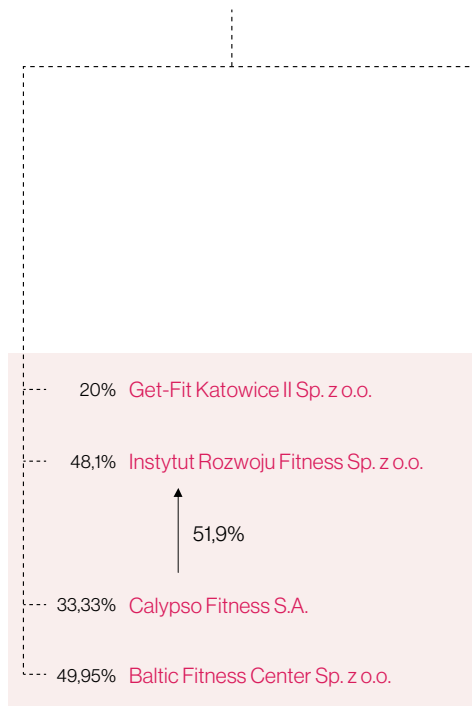 20% Get-Fit Katowice II Sp. z o.o.
48,1% Instytut Rozwoju Fitness Sp. z o.o.
51,9%
33,33% Calypso Fitness S.A.
49,95% Baltic Fitness Center Sp. z o.o.